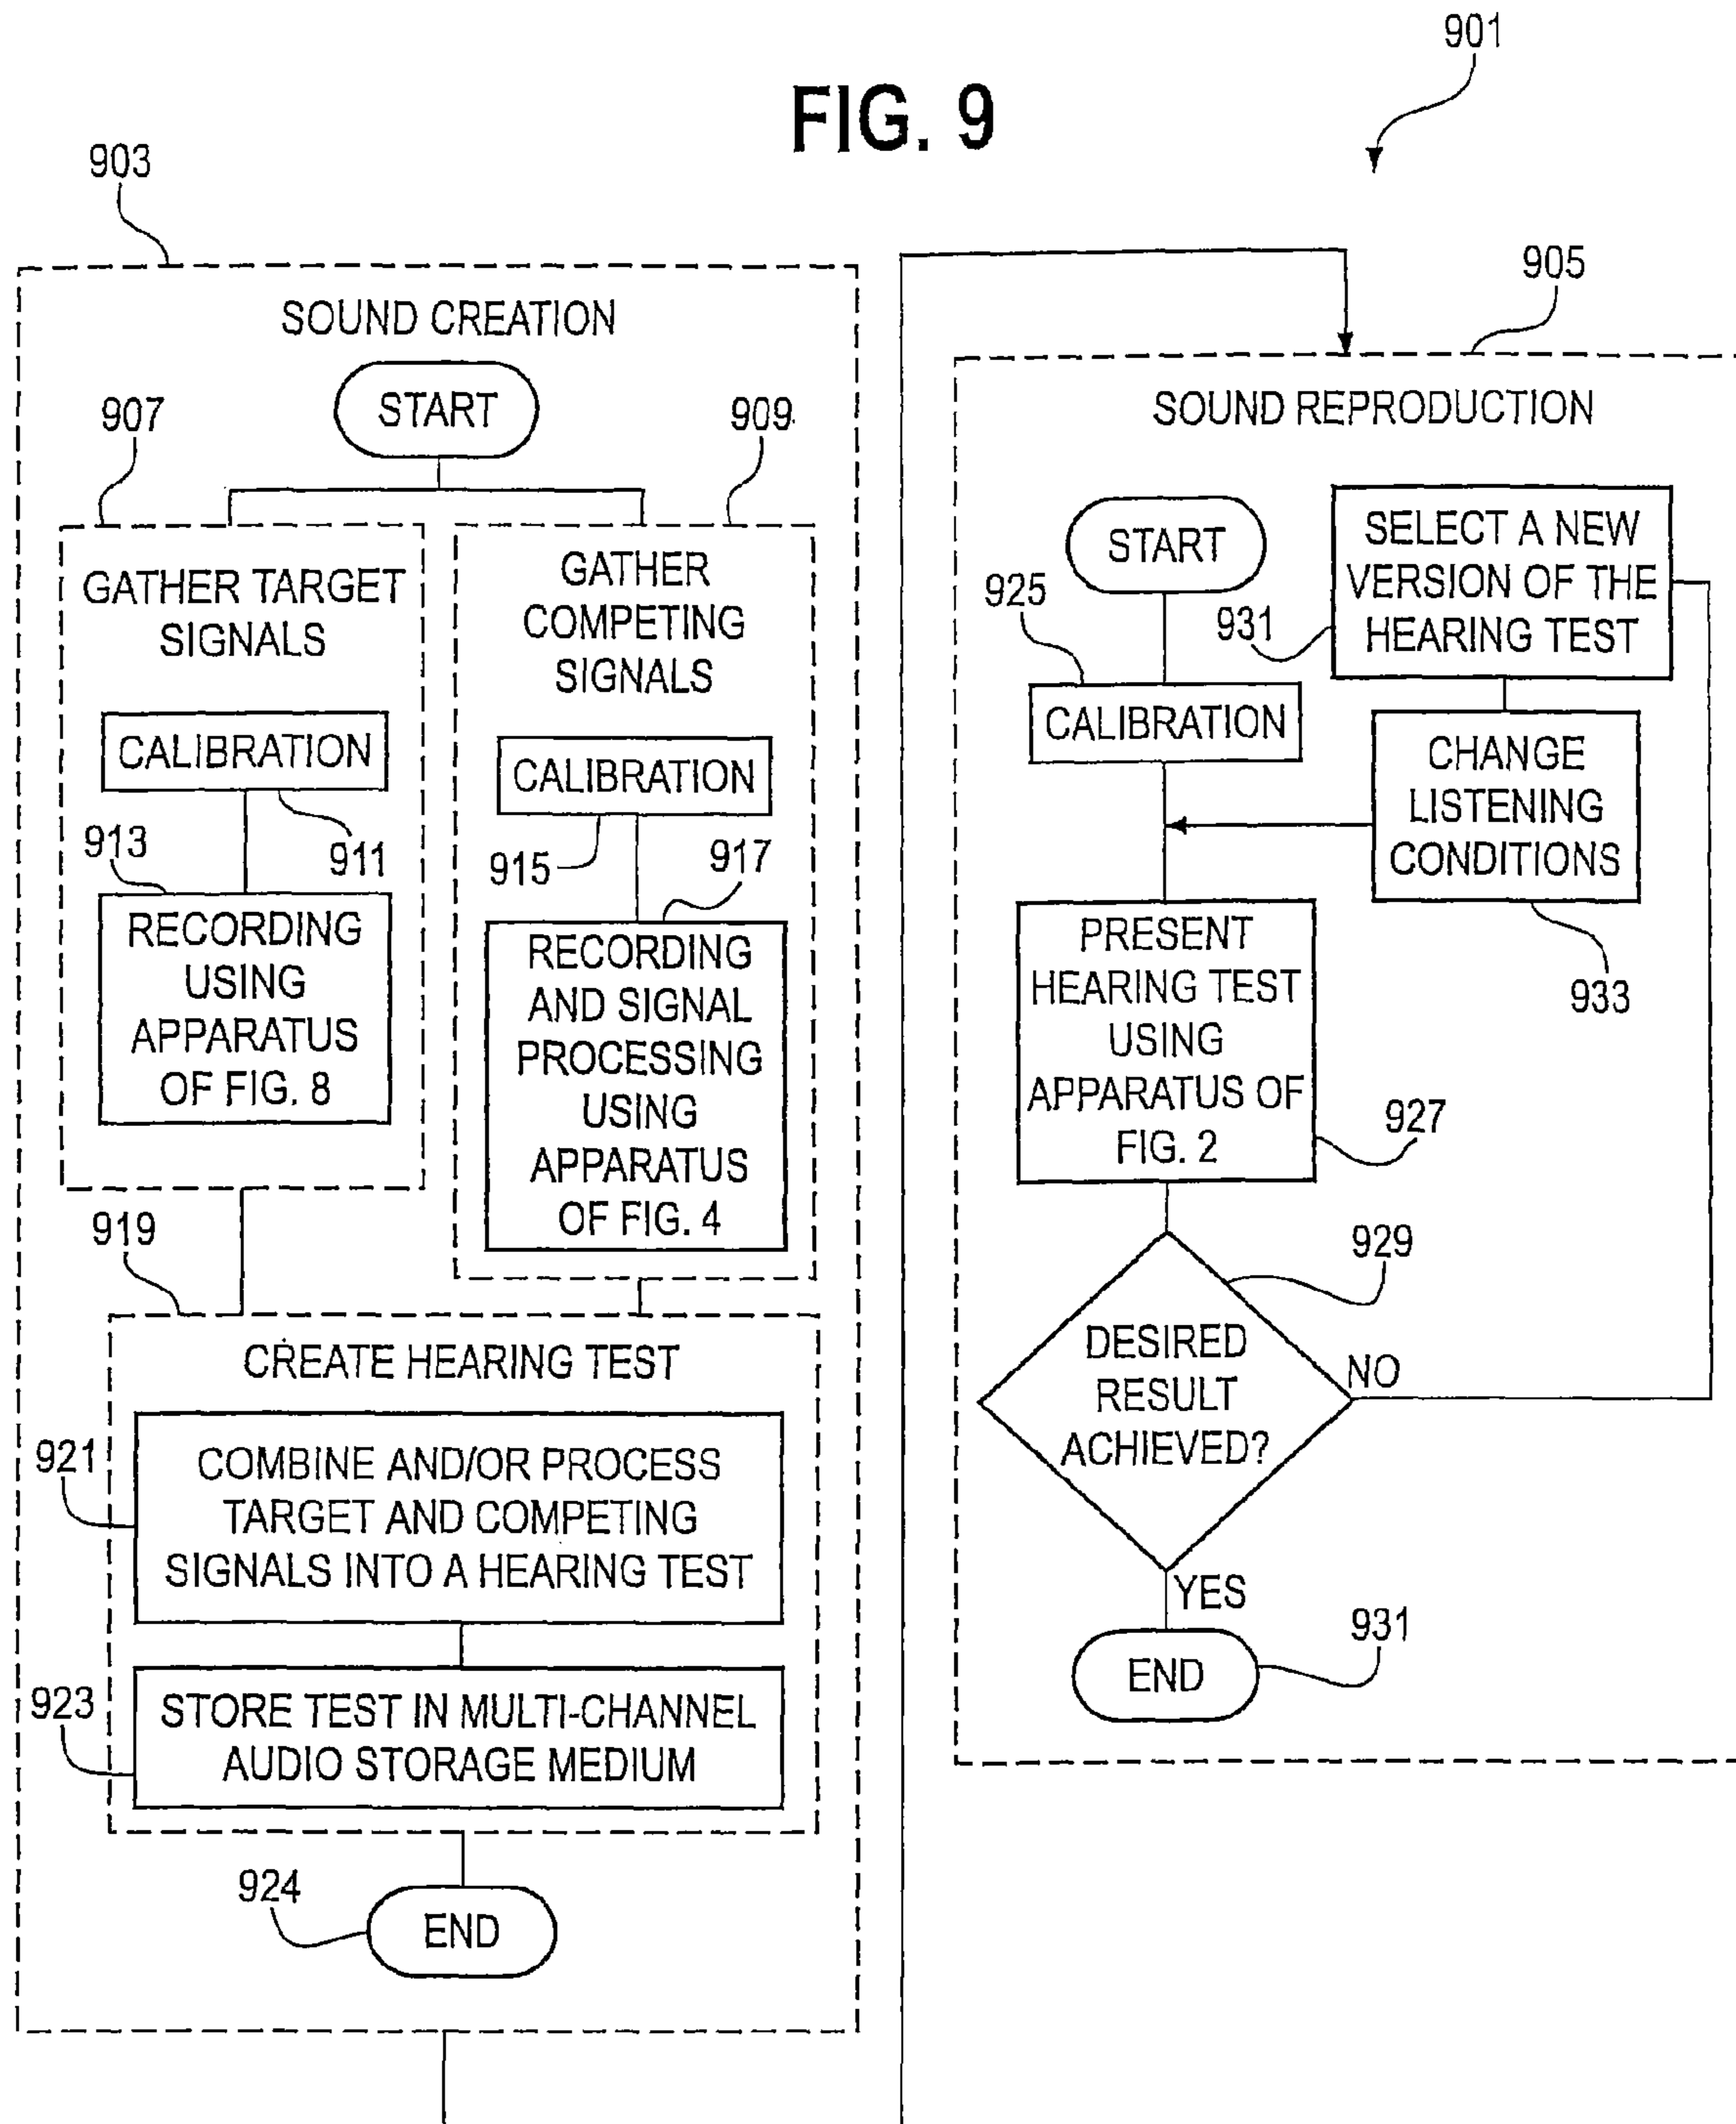 FIG. 9
901
903
SOUND CREATION
START
907
909
GATHER TARGET
SIGNALS
CALIBRATION
911
913
RECORDING
USING
APPARATUS
OF FIG. 8
GATHER
COMPETING
SIGNALS
CALIBRATION
915
917
RECORDING
AND SIGNAL
PROCESSING
USING
APPARATUS
OF FIG. 4
919
CREATE HEARING TEST
921
COMBINE AND/OR PROCESS
TARGET AND COMPETING
SIGNALS INTO A HEARING TEST
923
STORE TEST IN MULTI-CHANNEL
AUDIO STORAGE MEDIUM
924
END
905
SOUND REPRODUCTION
START
925
CALIBRATION
931
SELECT A NEW
VERSION OF THE
HEARING TEST
CHANGE
LISTENING
CONDITIONS
933
PRESENT
HEARING TEST
USING
APPARATUS OF
FIG. 2
927
929
DESIRED
RESULT
ACHIEVED?
NO
YES
931
END